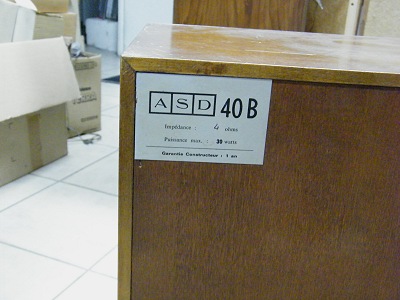 ASD 40 B
Impédance : 4 ohms
Puissance max. : 30 watts
Garantie Constructeur : 1 an